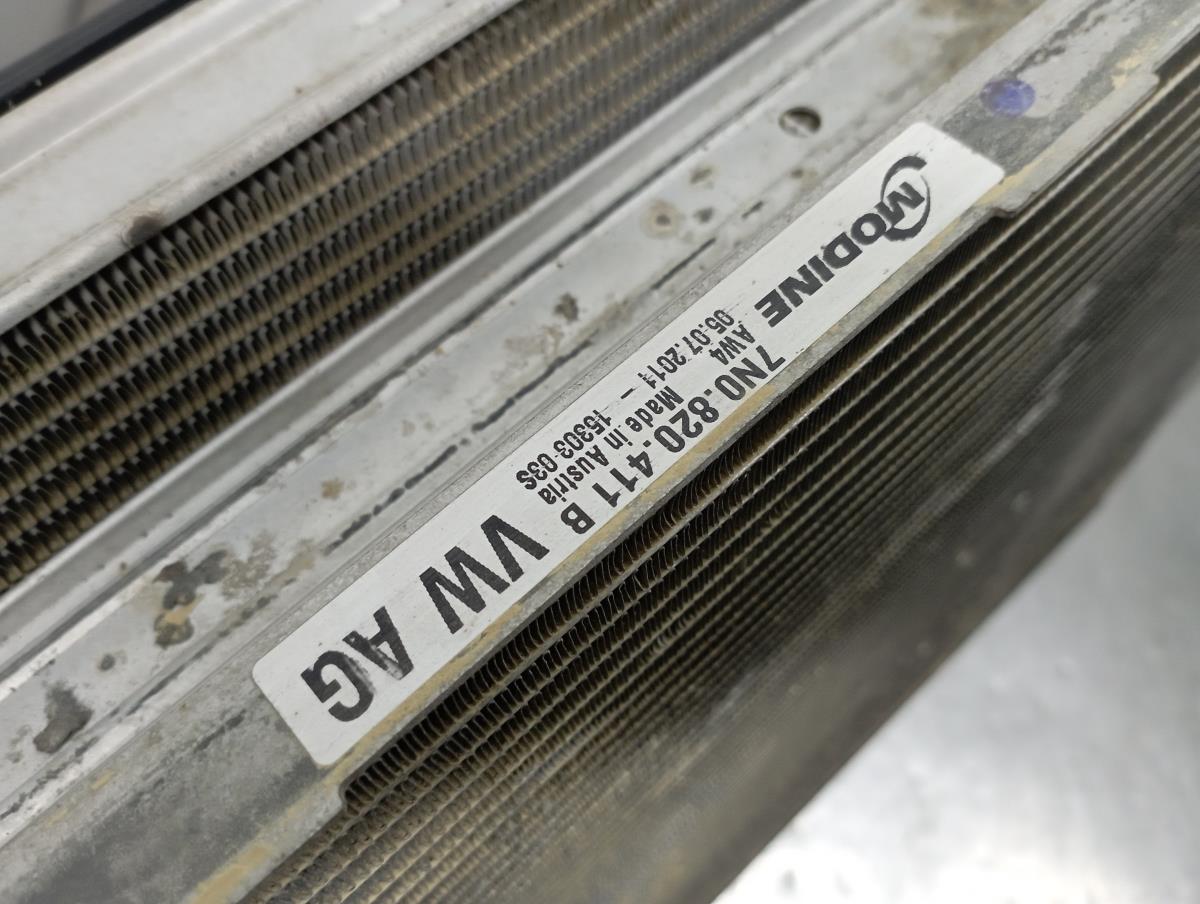 MODINE
7N0.820.411 B
AW4 Made in Austria
05.07.2011 - 15303 03S
VW AG